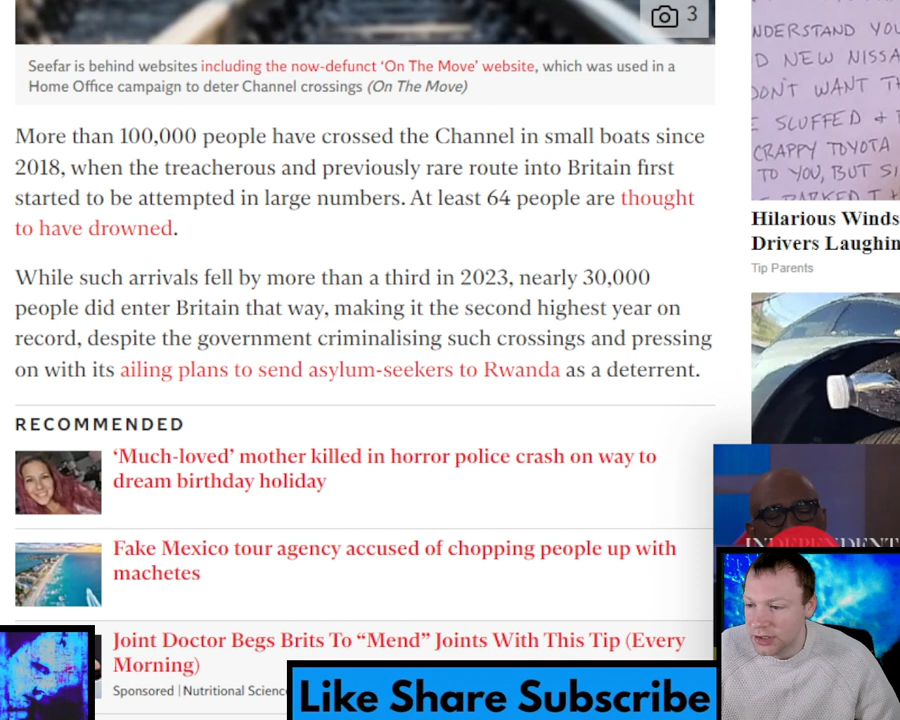 3
Seefar is behind websites including the now-defunct ‘On The Move’ website, which was used in a
Home Office campaign to deter Channel crossings (On The Move)
More than 100,000 people have crossed the Channel in small boats since
2018, when the treacherous and previously rare route into Britain first
started to be attempted in large numbers. At least 64 people are thought
to have drowned.
While such arrivals fell by more than a third in 2023, nearly 30,000
people did enter Britain that way, making it the second highest year on
record, despite the government criminalising such crossings and pressing
on with its ailing plans to send asylum-seekers to Rwanda as a deterrent.
RECOMMENDED
‘Much-loved’ mother killed in horror police crash on way to
dream birthday holiday
Fake Mexico tour agency accused of chopping people up with
machetes
Joint Doctor Begs Brits To “Mend” Joints With This Tip (Every
Morning)
Sponsored | Nutritional Science
NDERSTAND YOU
D NEW NISSA
DON'T WANT TH
SCUFFED &
CRAPPY TOYOTA
TO YOU, BUT SI
Hilarious Winds
Drivers Laughin
Tip Parents
INDEPENDENT
Like Share Subscribe